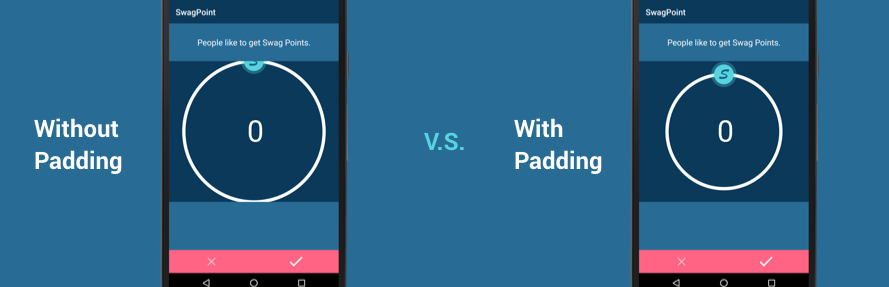 SwagPoint
People like to get Swag Points.
S
0
Without
Padding
V.S.
With
Padding
SwagPoint
People like to get Swag Points.
S
0